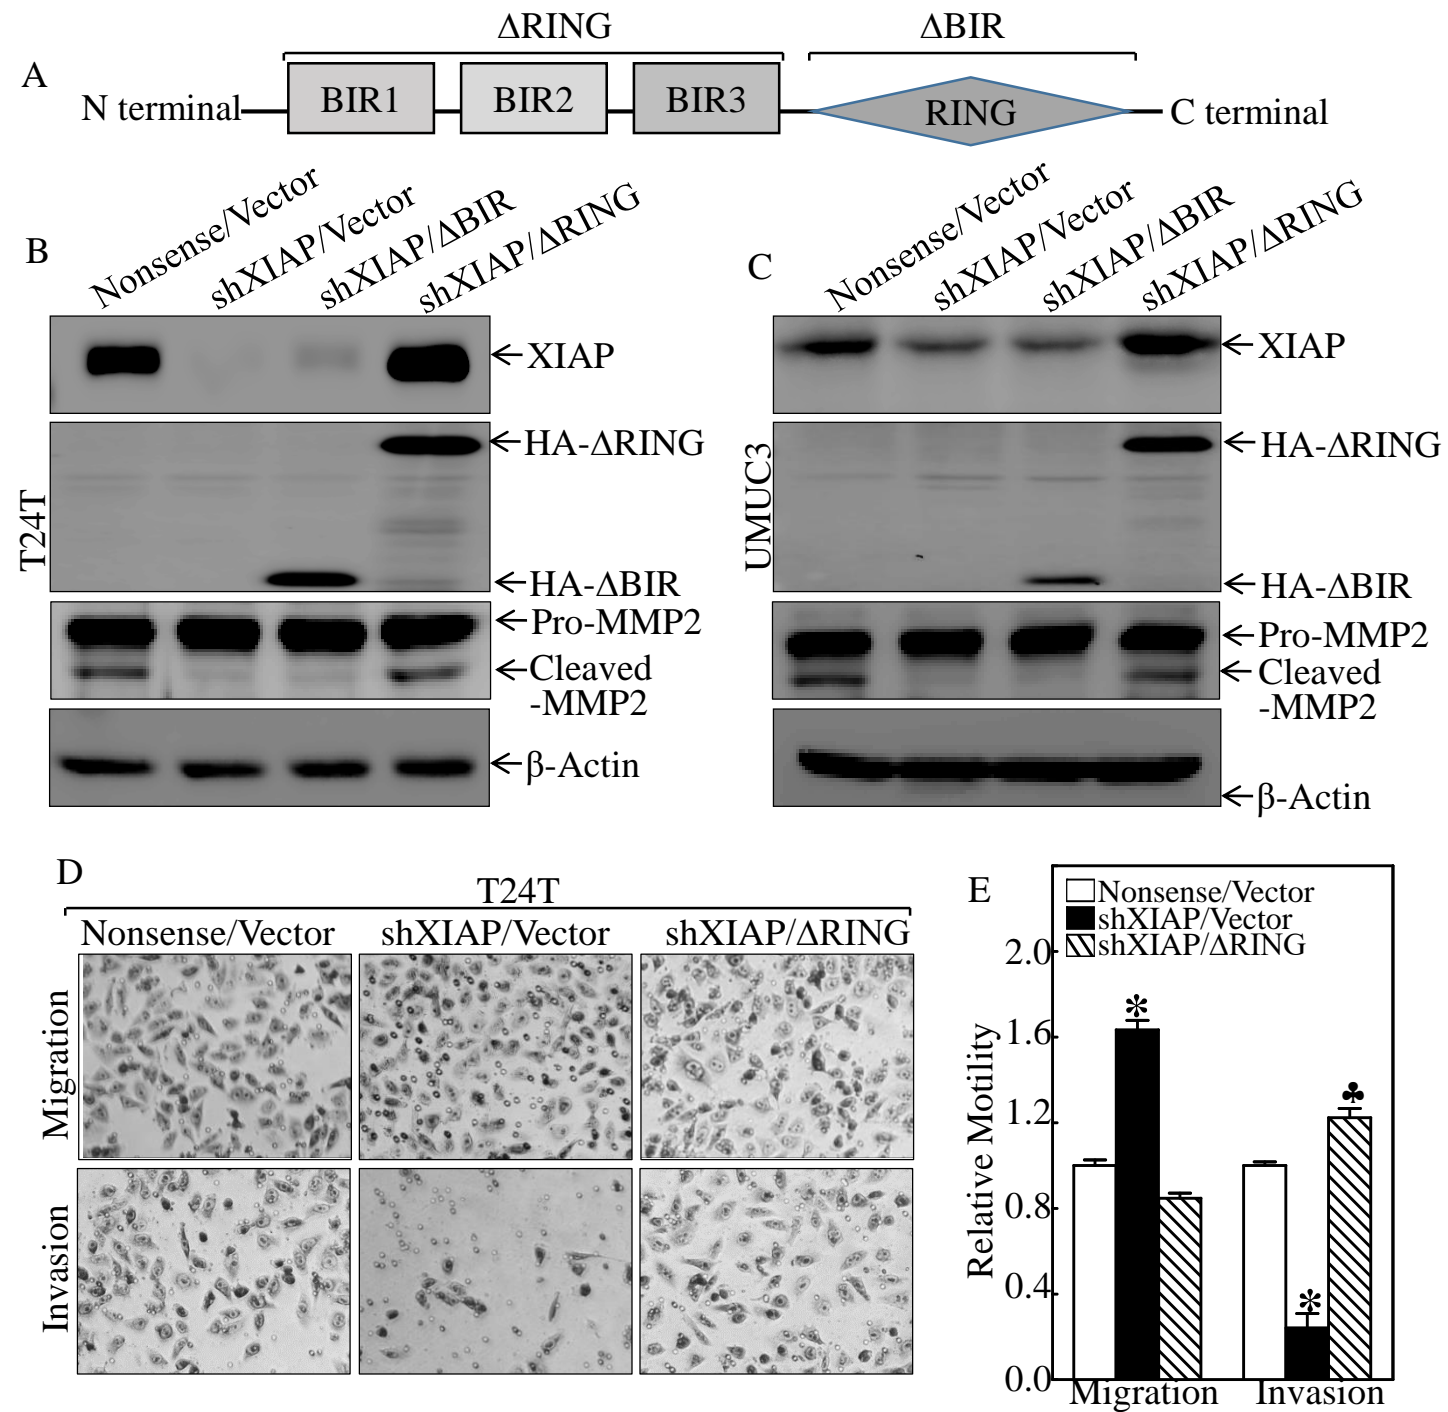 ΔRING
ΔBIR
A
N terminal
BIR1
BIR2
BIR3
RING
C terminal
B
Nonsense/Vector
shXIAP/Vector
shXIAP/ΔBIR
shXIAP/ΔRING
XIAP
HA-ΔRING
T24T
HA-ΔBIR
Pro-MMP2
Cleaved
-MMP2
β-Actin
C
Nonsense/Vector
shXIAP/Vector
shXIAP/ΔBIR
shXIAP/ΔRING
XIAP
HA-ΔRING
UMUC3
HA-ΔBIR
Pro-MMP2
Cleaved
-MMP2
β-Actin
D
T24T
Nonsense/Vector
shXIAP/Vector
shXIAP/ΔRING
Migration
Invasion
E
Nonsense/Vector
shXIAP/Vector
shXIAP/ΔRING
Relative Motility
2.0
1.6
1.2
0.8
0.4
0.0
*
*
♣
Migration
Invasion